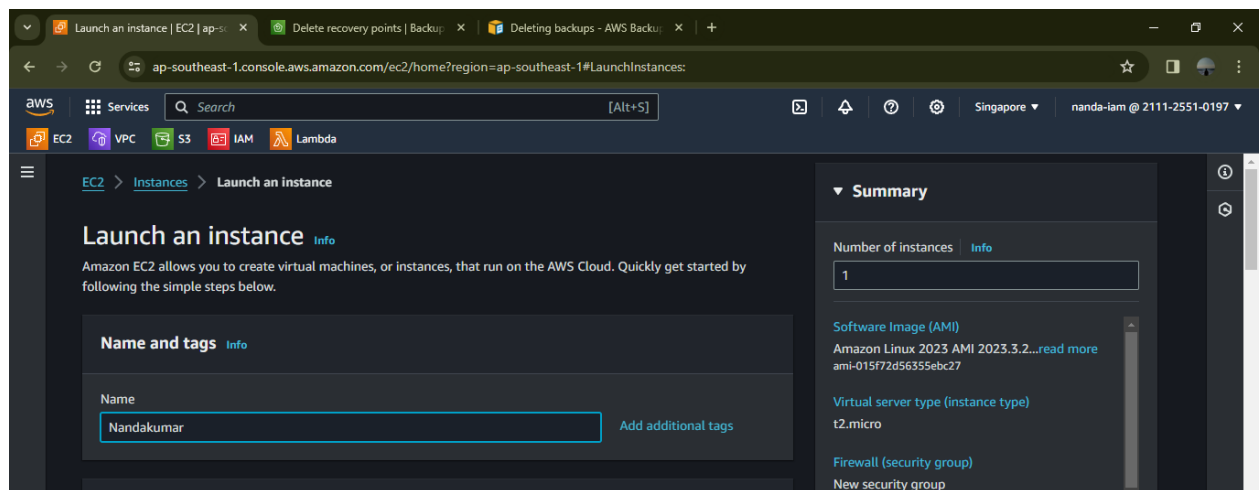 Launch an instance | EC2 | ap-so
Delete recovery points | Backup
Deleting backups - AWS Backup
ap-southeast-1.console.aws.amazon.com/ec2/home?region=ap-southeast-1#LaunchInstances:
aws Services Search [Alt+S] Singapore nanda-iam @ 2111-2551-0197
EC2 VPC S3 IAM Lambda
EC2 > Instances > Launch an instance
Launch an instance Info
Amazon EC2 allows you to create virtual machines, or instances, that run on the AWS Cloud. Quickly get started by
following the simple steps below.
Name and tags Info
Name
Nandakumar
Add additional tags
Summary
Number of instances Info
1
Software Image (AMI)
Amazon Linux 2023 AMI 2023.3.2...read more
ami-015f72d56355ebc27
Virtual server type (instance type)
t2.micro
Firewall (security group)
New security group